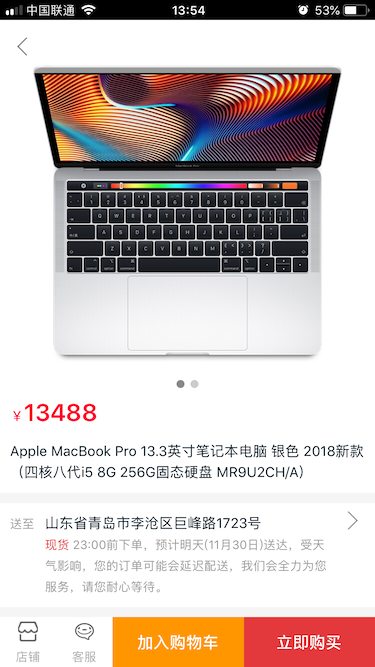 中国联通 13:54 53%
¥13488
Apple MacBook Pro 13.3英寸笔记本电脑 银色 2018新款
（四核八代i5 8G 256G固态硬盘 MR9U2CH/A）
送至 山东省青岛市李沧区巨峰路1723号
现货 23:00前下单，预计明天(11月30日)送达，受天
气影响，您的订单可能会延迟配送，我们会全力为您
服务，请您耐心等待。
店铺 客服 加入购物车 立即购买